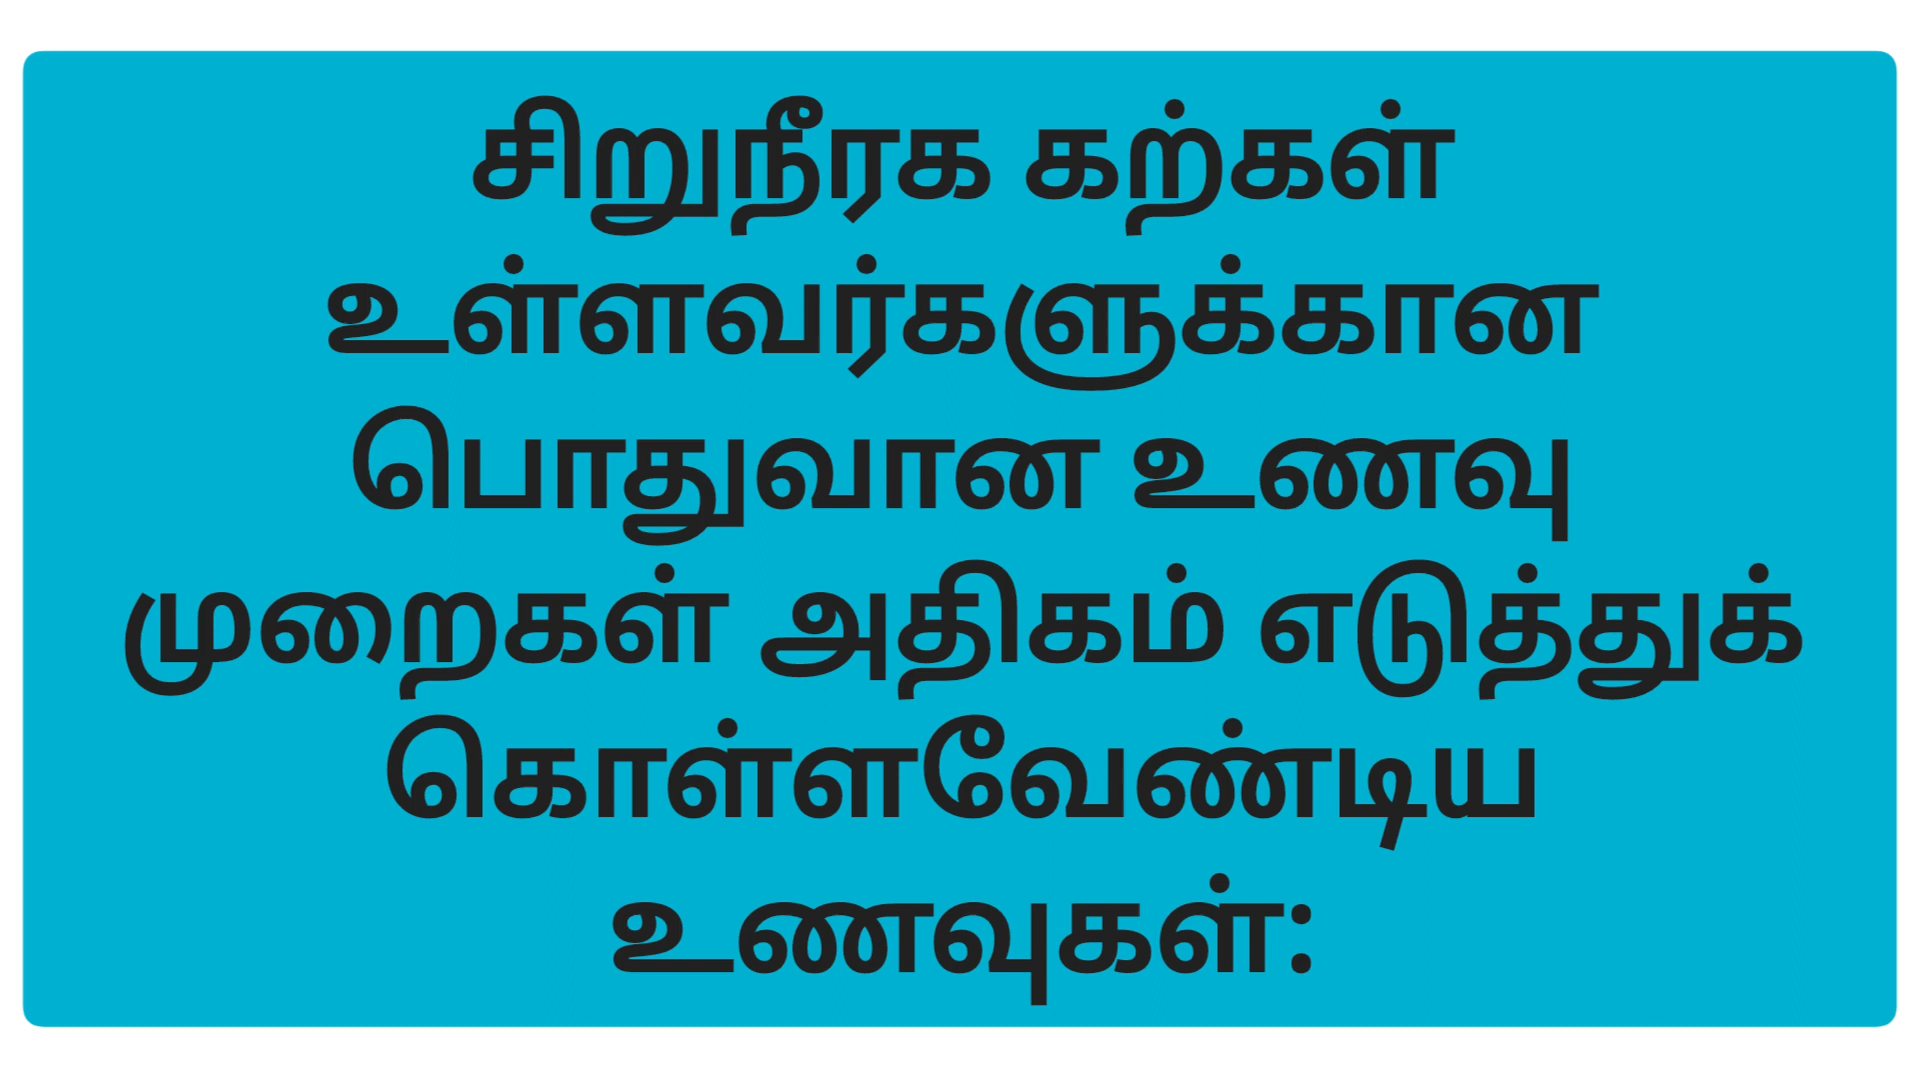 சிறுநீரக கற்கள்
உள்ளவர்களுக்கான
பொதுவான உணவு
முறைகள் அதிகம் எடுத்துக்
கொள்ளவேண்டிய
உணவுகள்: